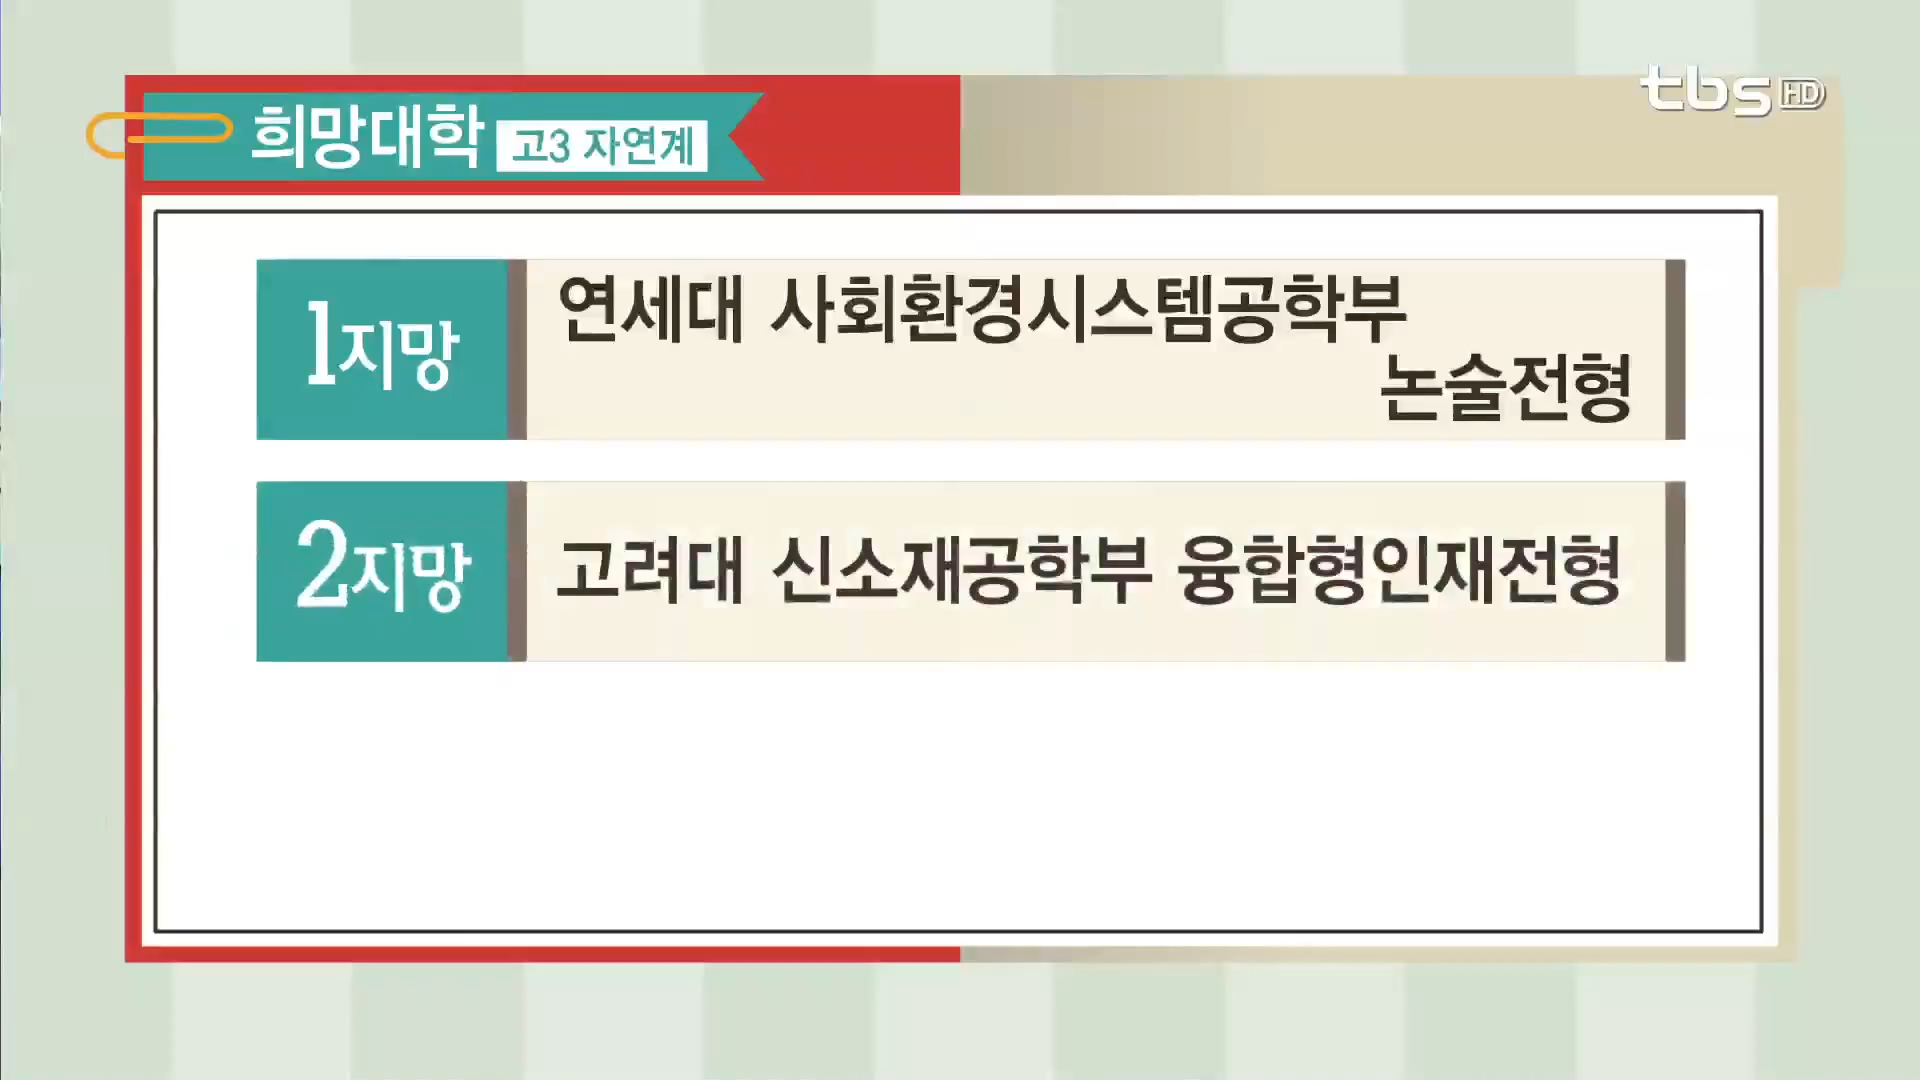 희망대학 고3 자연계
tbs HD
1지망
연세대 사회환경시스템공학부
논술전형
2지망
고려대 신소재공학부 융합형인재전형